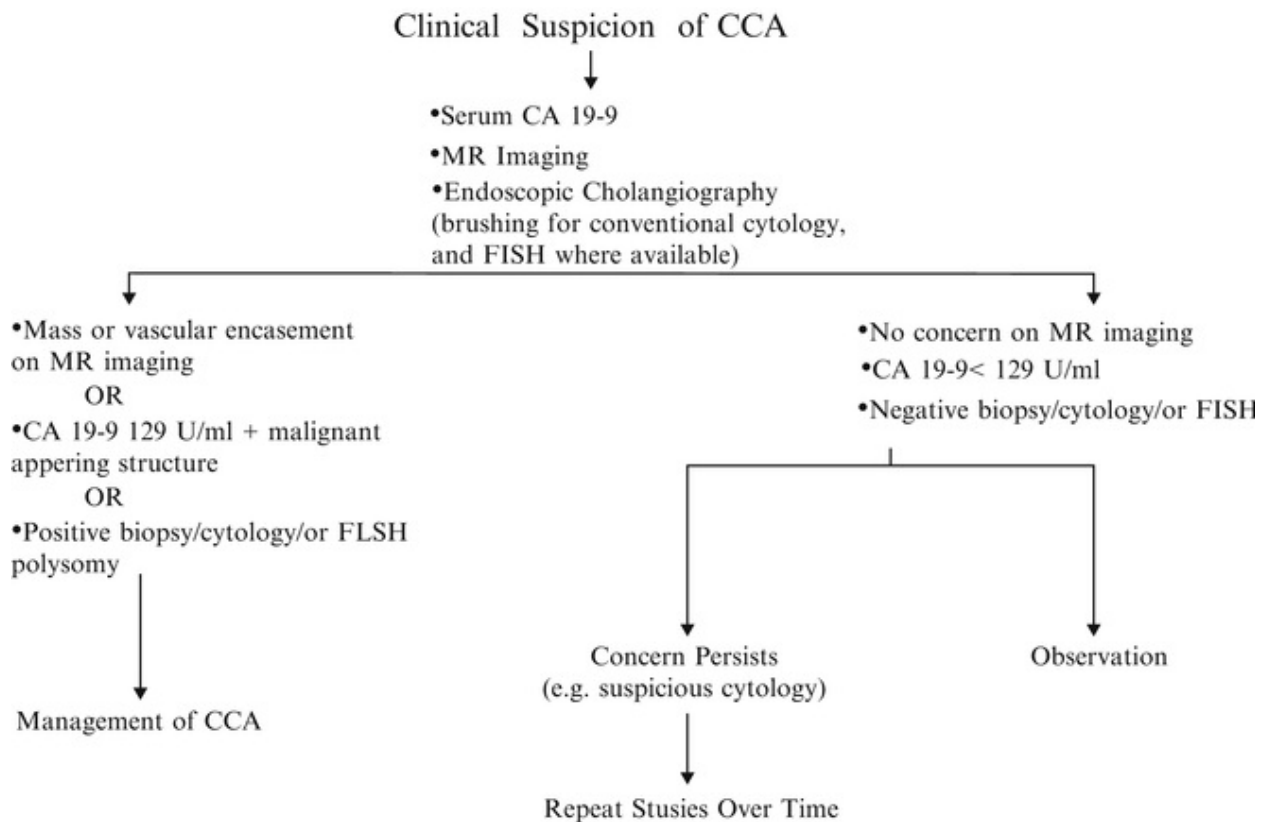 Clinical Suspicion of CCA
•Serum CA 19-9
•MR Imaging
•Endoscopic Cholangiography
(brushing for conventional cytology,
and FISH where available)
•Mass or vascular encasement
on MR imaging
OR
•CA 19-9 129 U/ml + malignant
appering structure
OR
•Positive biopsy/cytology/or FLSH
polysomy
Management of CCA
•No concern on MR imaging
•CA 19-9< 129 U/ml
•Negative biopsy/cytology/or FISH
Concern Persists
(e.g. suspicious cytology)
Repeat Stusies Over Time
Observation